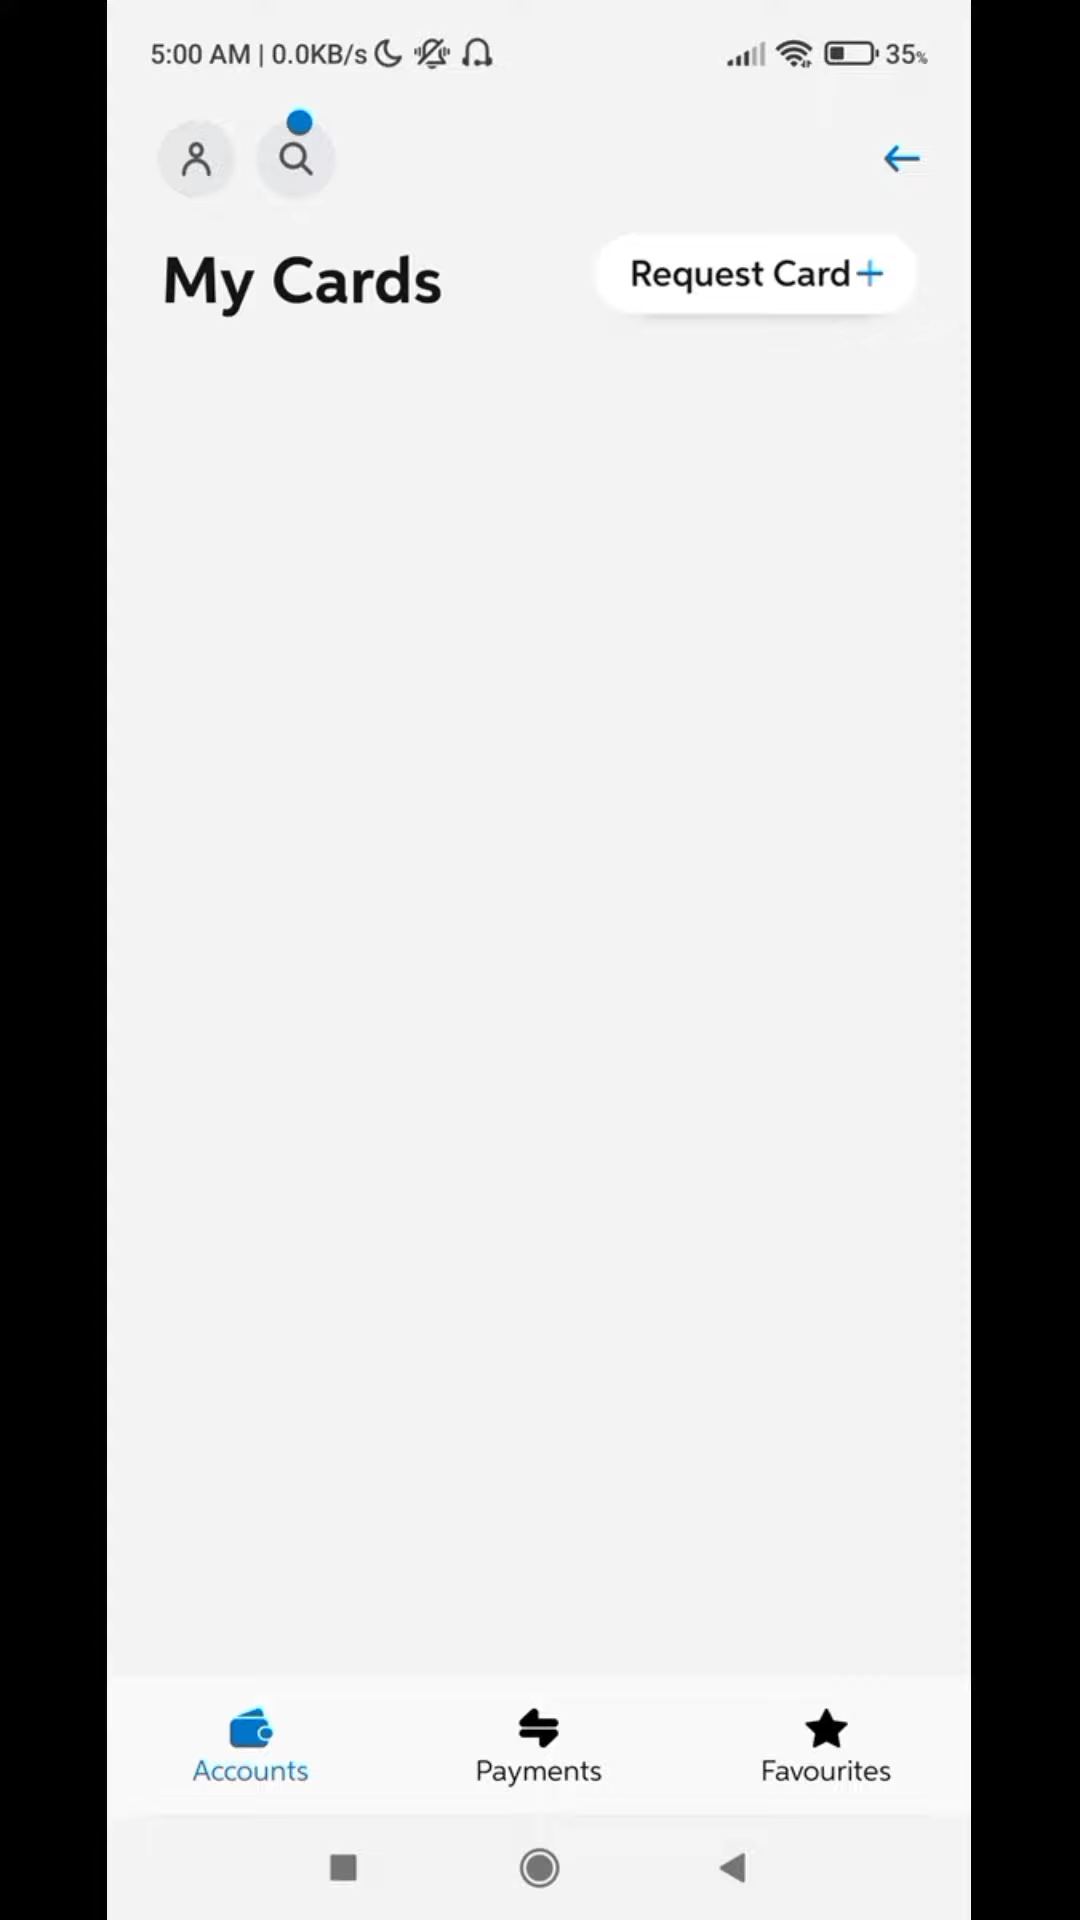 5:00 AM | 0.0KB/s
35%
My Cards
Request Card+
Accounts
Payments
Favourites